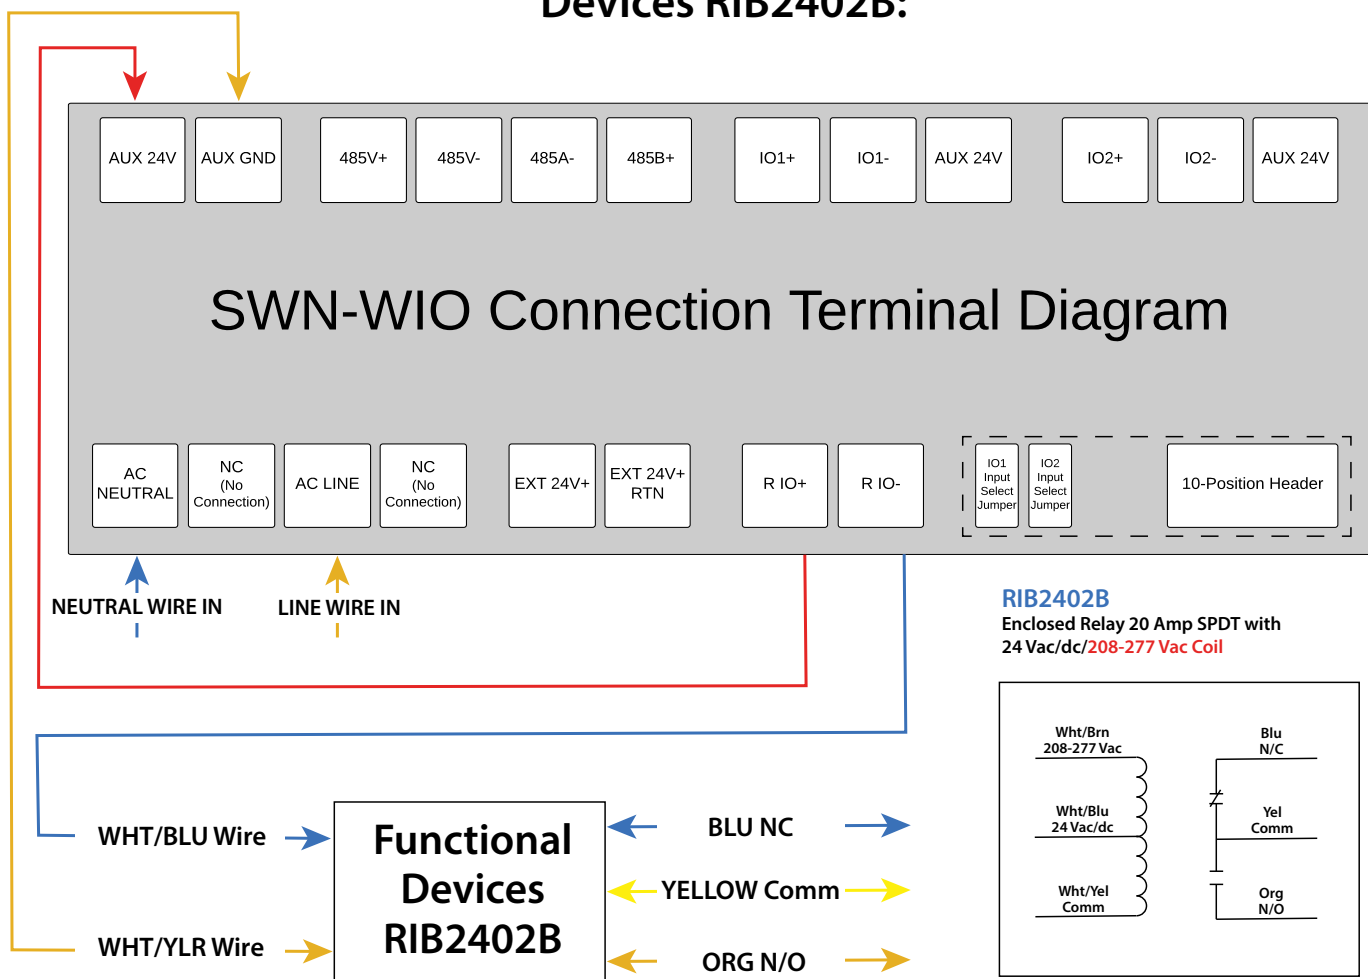 Devices RIB2402B:
AUX 24V
AUX GND
485V+
485V-
485A-
485B+
IO1+
IO1-
AUX 24V
IO2+
IO2-
AUX 24V
SWN-WIO Connection Terminal Diagram
AC
NEUTRAL
NC
(No
Connection)
AC LINE
NC
(No
Connection)
EXT 24V+
EXT 24V+
RTN
R IO+
R IO-
IO1
Input
Select
Jumper
IO2
Input
Select
Jumper
10-Position Header
NEUTRAL WIRE IN
LINE WIRE IN
RIB2402B
Enclosed Relay 20 Amp SPDT with
24 Vac/dc/208-277 Vac Coil
Wht/Brn
208-277 Vac
Blu
N/C
Wht/Blu
24 Vac/dc
Yel
Comm
Wht/Yel
Comm
Org
N/O
WHT/BLU Wire
WHT/YLR Wire
Functional
Devices
RIB2402B
BLU NC
YELLOW Comm
ORG N/O